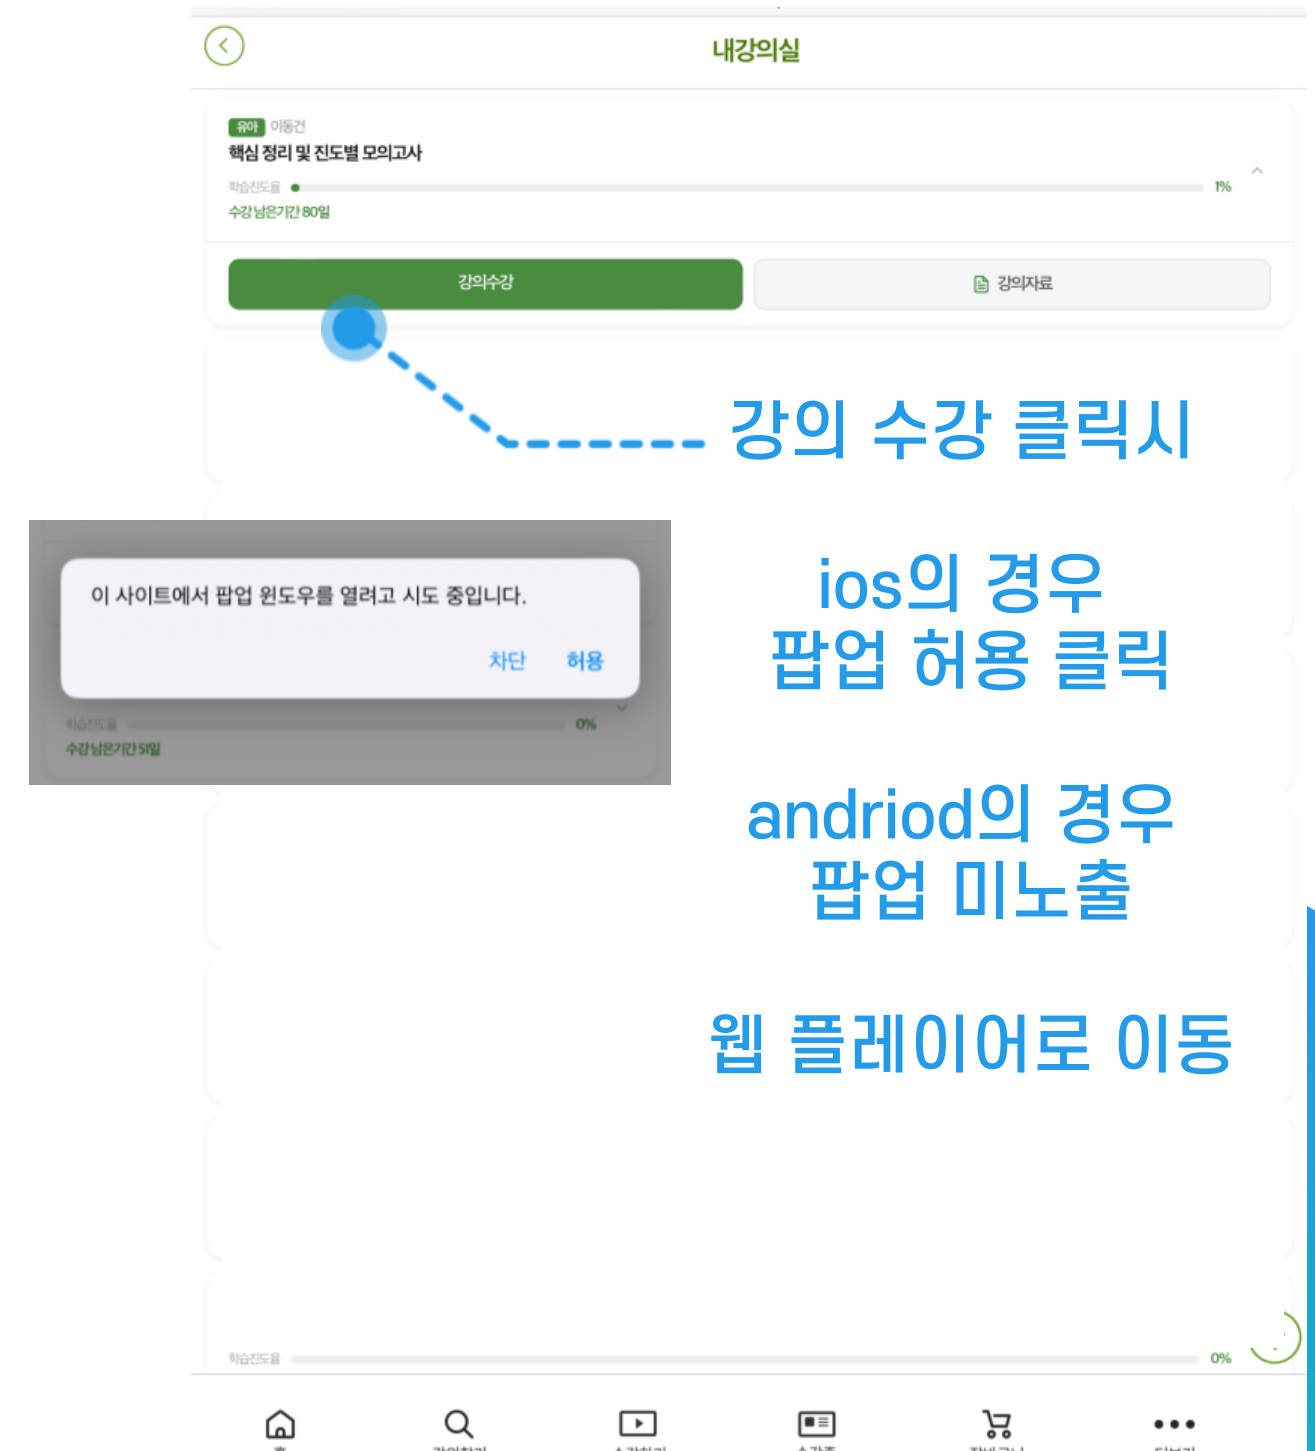 내강의실
유아 이동건
핵심 정리 및 진도별 모의고사
학습진도율 1%
수강 남은기간 80일
강의수강 강의자료
강의 수강 클릭시
ios의 경우
팝업 허용 클릭
이 사이트에서 팝업 윈도우를 열려고 시도 중입니다.
차단 허용
학습진도율 0%
수강 남은기간 51일
andriod의 경우
팝업 미노출
웹 플레이어로 이동
학습진도율 0%